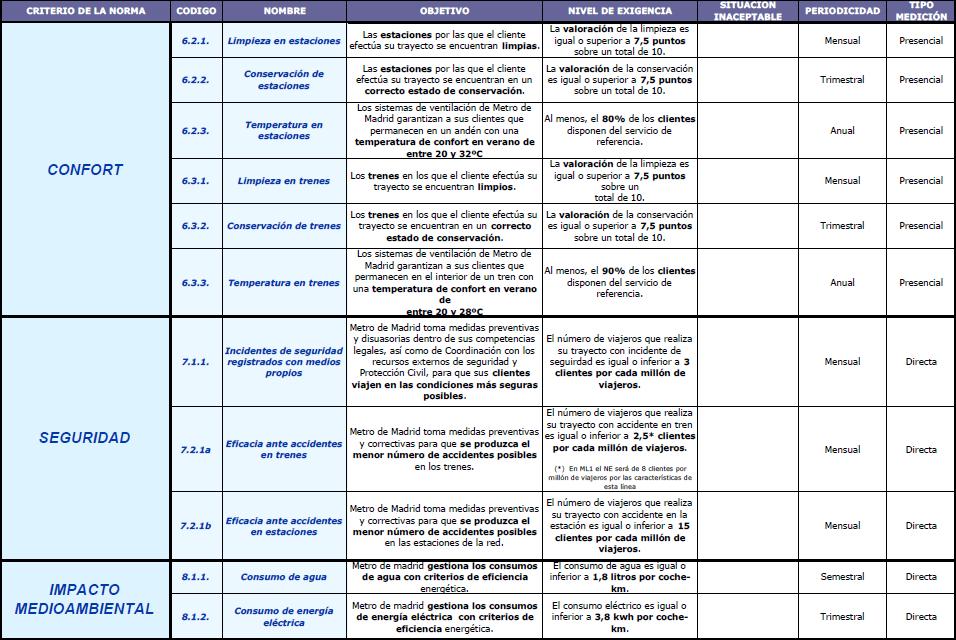 CRITERIO DE LA NORMA
CODIGO
NOMBRE
OBJETIVO
NIVEL DE EXIGENCIA
SITUACION
INACEPTABLE
PERIODICIDAD
TIPO
MEDICIÓN
CONFORT
6.2.1.
Limpieza en estaciones
Las estaciones por las que el cliente
efectúa su trayecto se encuentran limpias.
La valoración de la limpieza es
igual o superior a 7,5 puntos
sobre un total de 10.
Mensual
Presencial
6.2.2.
Conservación de
estaciones
Las estaciones por las que el cliente
efectúa su trayecto se encuentran en un
correcto estado de conservación.
La valoración de la conservación
es igual o superior a 7,5 puntos
sobre un total de 10.
Trimestral
Presencial
6.2.3.
Temperatura en
estaciones
Los sistemas de ventilación de Metro de
Madrid garantizan a sus clientes que
permanecen en un andén con una
temperatura de confort en verano de
entre 20 y 32ºC
Al menos, el 80% de los clientes
disponen del servicio de
referencia.
Anual
Presencial
6.3.1.
Limpieza en trenes
Los trenes en los que el cliente efectúa su
trayecto se encuentran limpios.
La valoración de la limpieza es
igual o superior a 7,5 puntos
sobre un
total de 10.
Mensual
Presencial
6.3.2.
Conservación de trenes
Los trenes en los que el cliente efectúa su
trayecto se encuentran en un correcto
estado de conservación.
La valoración de la conservación
es igual o superior a 7,5 puntos
sobre un total de 10.
Trimestral
Presencial
6.3.3.
Temperatura en trenes
Los sistemas de ventilación de Metro de
Madrid garantizan a sus clientes que
permanecen en el interior de un tren con
una temperatura de confort en verano
de
entre 20 y 28ºC
Al menos, el 90% de los clientes
disponen del servicio de
referencia.
Anual
Presencial
SEGURIDAD
7.1.1.
Incidentes de seguridad
registrados con medios
propios
Metro de Madrid toma medidas preventivas
y disuasorias dentro de sus competencias
legales, así como de Coordinación con los
recursos externos de seguridad y
Protección Civil, para que sus clientes
viajen en las condiciones más seguras
posibles.
El número de viajeros que realiza
su trayecto con incidente de
seguirdad es igual o inferior a 3
clientes por cada millón de
viajeros.
Mensual
Directa
7.2.1a
Eficacia ante accidentes
en trenes
Metro de Madrid toma medidas preventivas
y correctivas para que se produzca el
menor número de accidentes posibles
en los trenes.
El número de viajeros que realiza
su trayecto con accidente en tren
es igual o inferior a 2,5* clientes
por cada millón de viajeros.
(*) En ML1 el NE será de 8 clientes por
millón de viajeros por las características de
esta línea
Mensual
Directa
7.2.1b
Eficacia ante accidentes
en estaciones
Metro de Madrid toma medidas preventivas
y correctivas para que se produzca el
menor número de accidentes posibles
en las estaciones de la red.
El número de viajeros que realiza
su trayecto con accidente en la
estación es igual o inferior a 15
clientes por cada millón de
viajeros.
Mensual
Directa
IMPACTO
MEDIOAMBIENTAL
8.1.1.
Consumo de agua
Metro de madrid gestiona los consumos
de agua con criterios de eficiencia
energética.
El consumo de agua es igual o
inferior a 1,8 litros por coche-
km.
Semestral
Directa
8.1.2.
Consumo de energía
eléctrica
Metro de madrid gestiona los consumos
de energía eléctrica con criterios de
eficiencia energética.
El consumo eléctrico es igual o
inferior a 3,8 kwh por coche-
km.
Trimestral
Directa